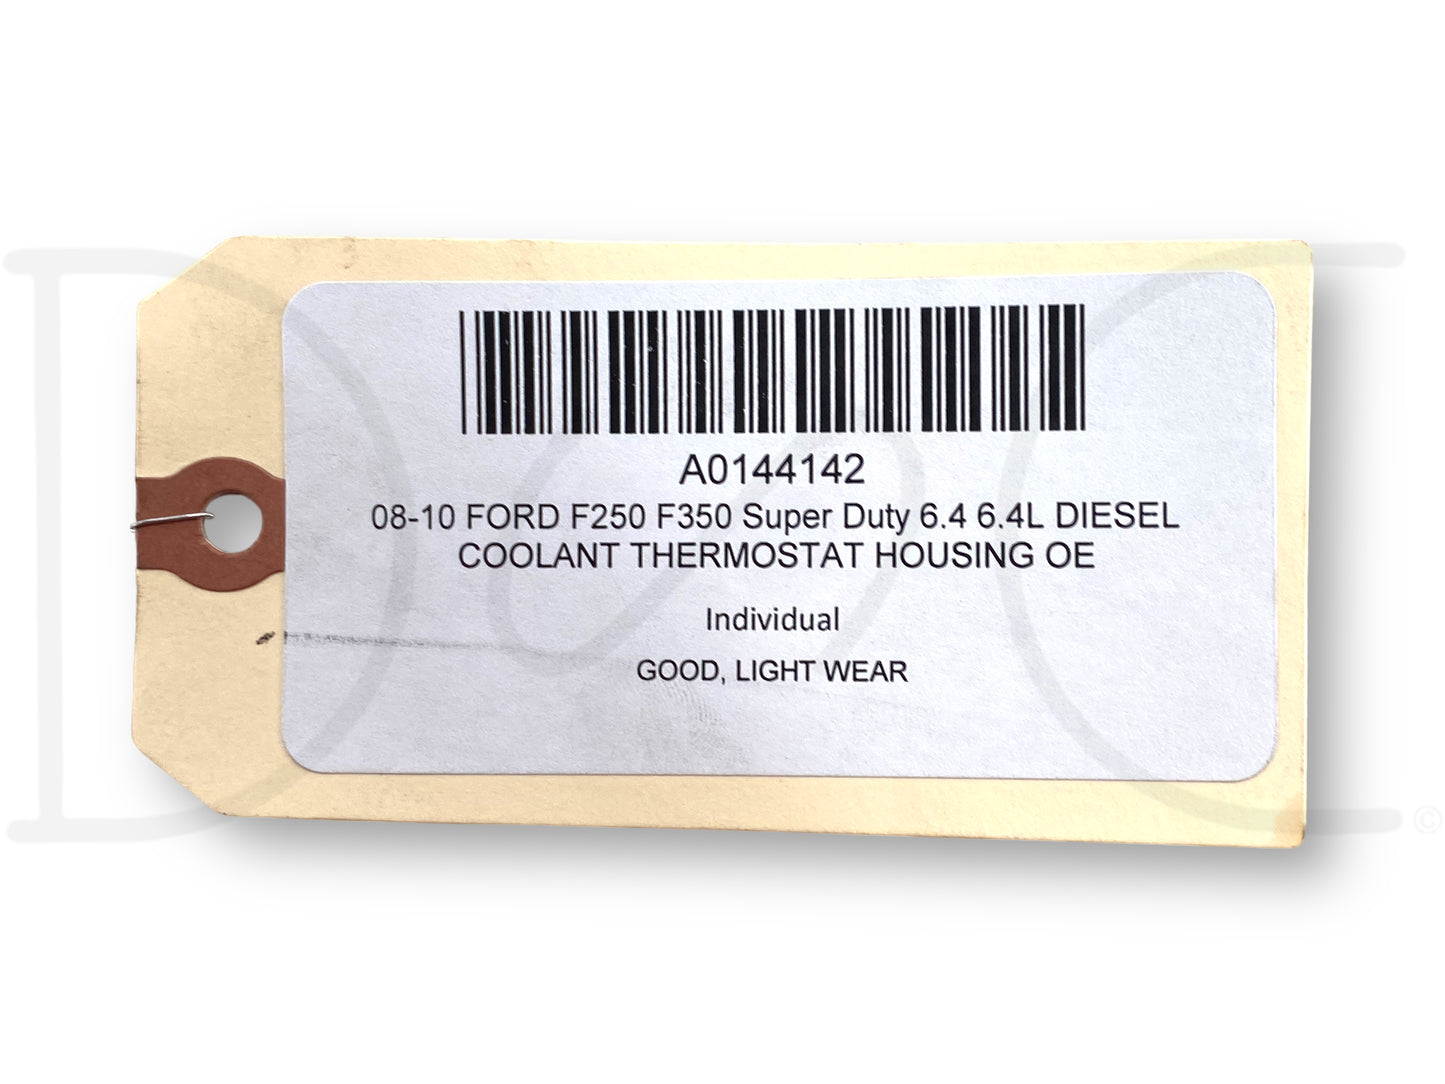 A0144142
08-10 FORD F250 F350 Super Duty 6.4 6.4L DIESEL
COOLANT THERMOSTAT HOUSING OE
Individual
GOOD, LIGHT WEAR
©